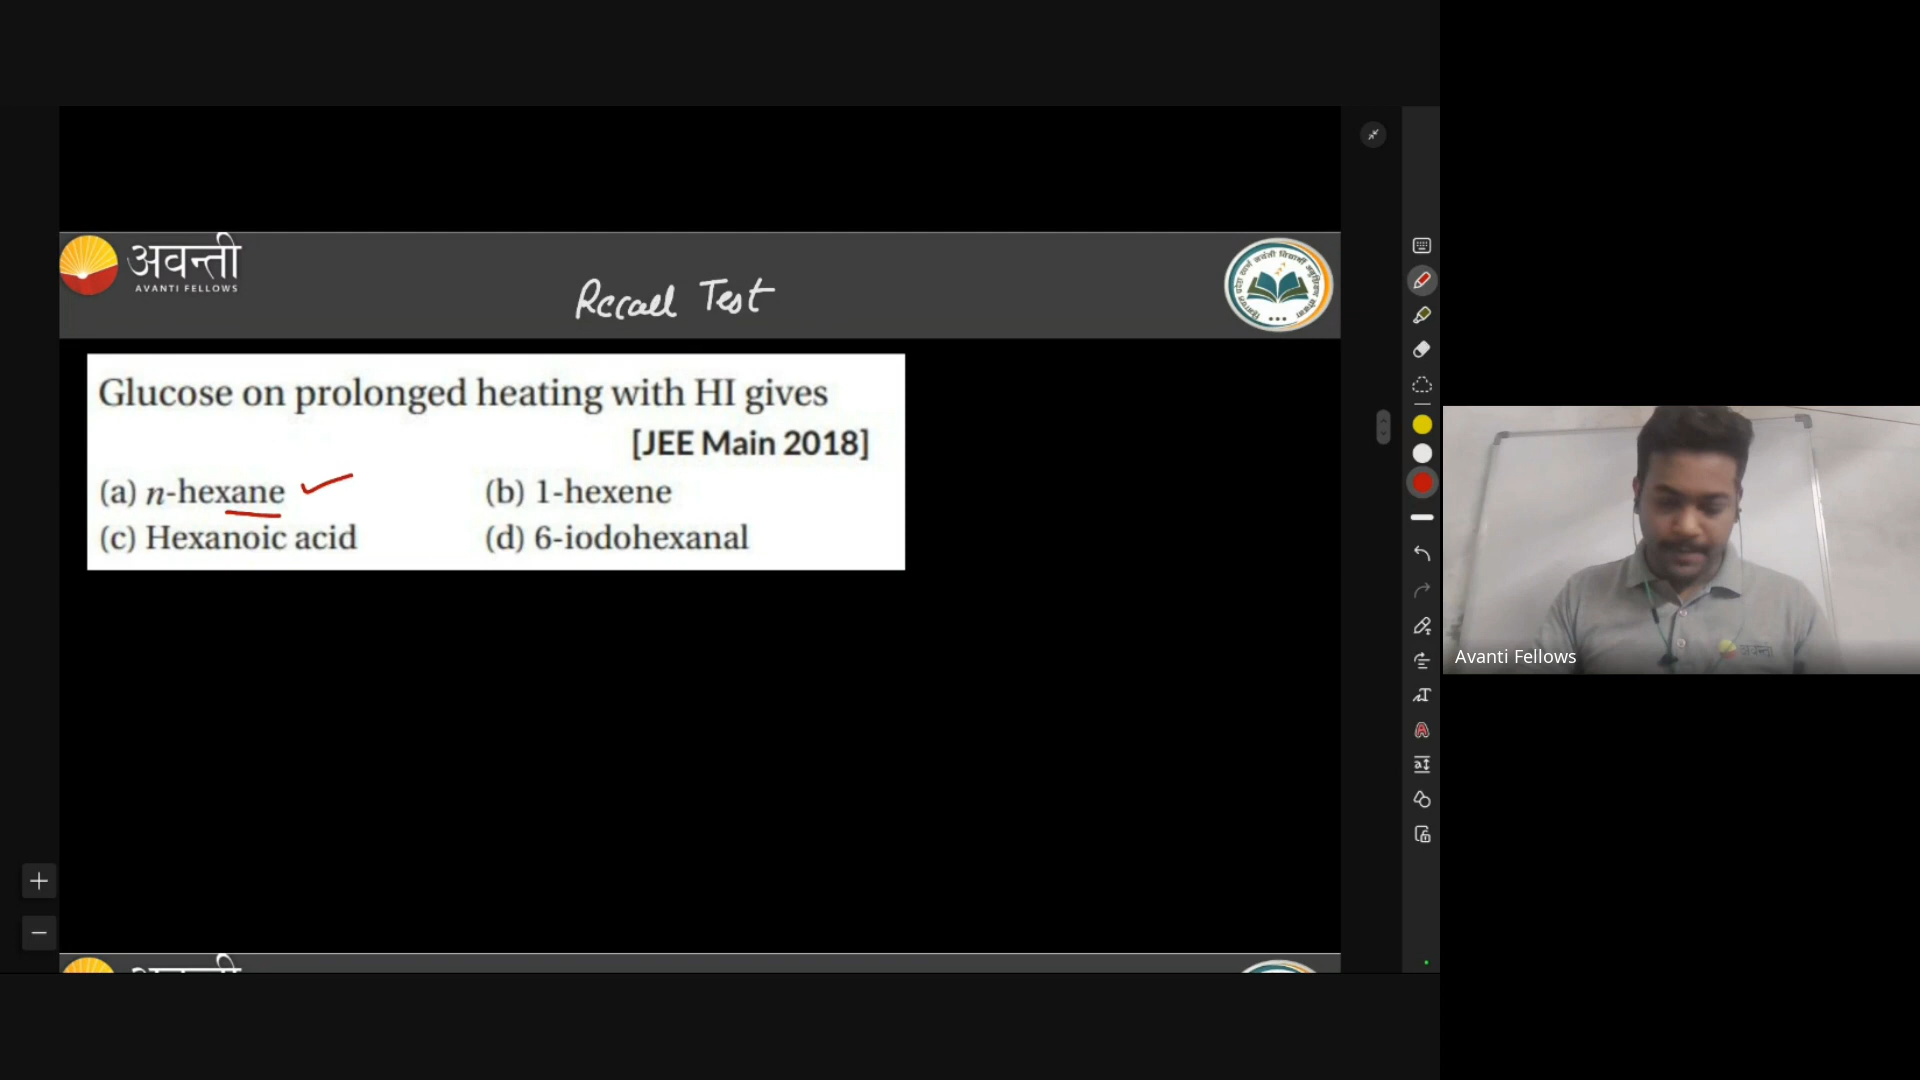 अवन्ती
AVANTI FELLOWS
Recall Test
Glucose on prolonged heating with HI gives
[JEE Main 2018]
(a) n-hexane
(b) 1-hexene
(c) Hexanoic acid
(d) 6-iodohexanal
Avanti Fellows